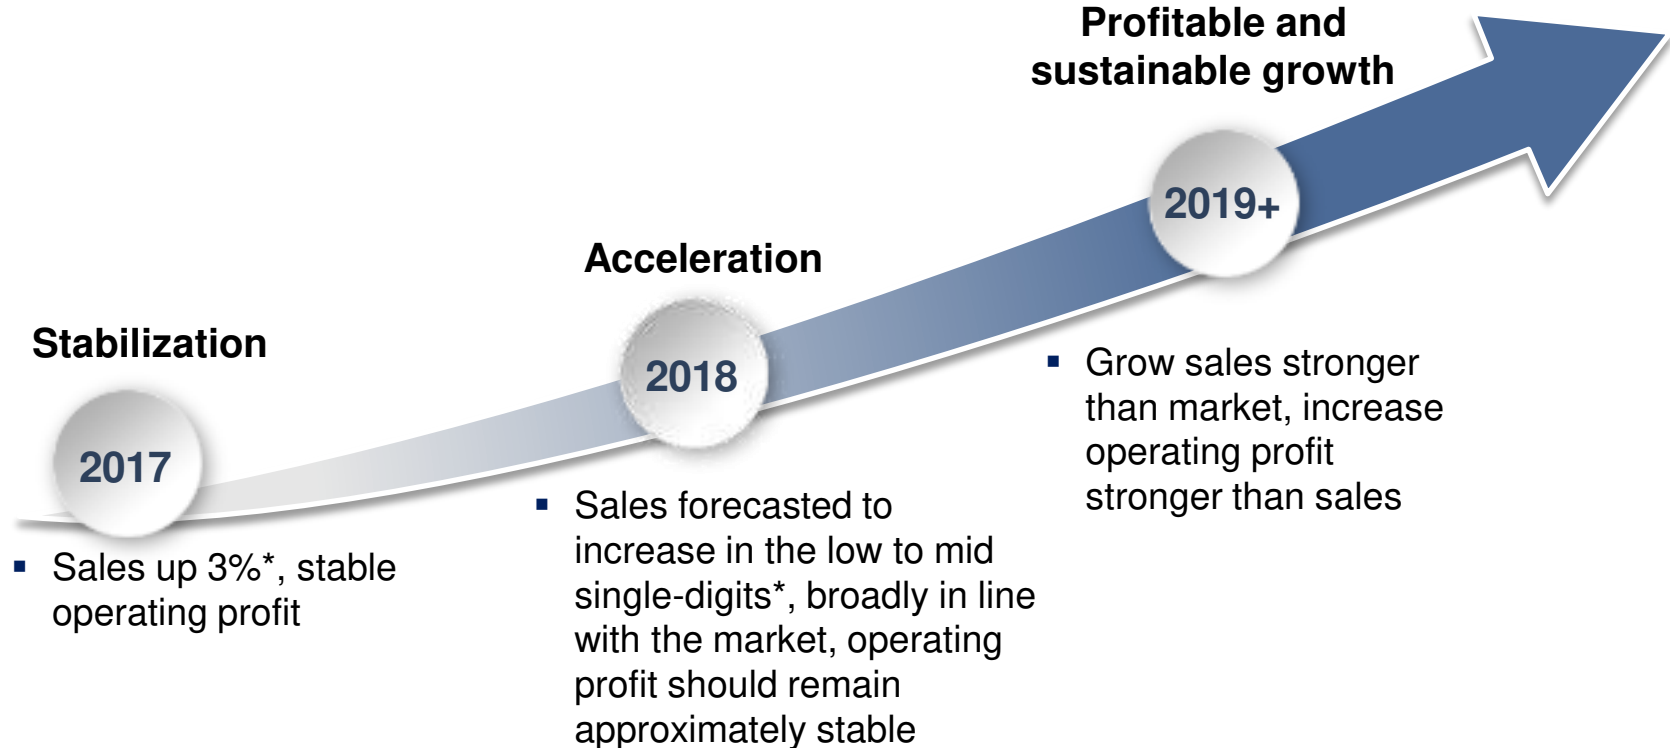 Profitable and
sustainable growth
2019+
Acceleration
2018
Stabilization
2017
▪ Grow sales stronger
than market, increase
operating profit
stronger than sales
▪ Sales forecasted to
increase in the low to mid
single-digits*, broadly in line
with the market, operating
profit should remain
approximately stable
▪ Sales up 3%*, stable
operating profit